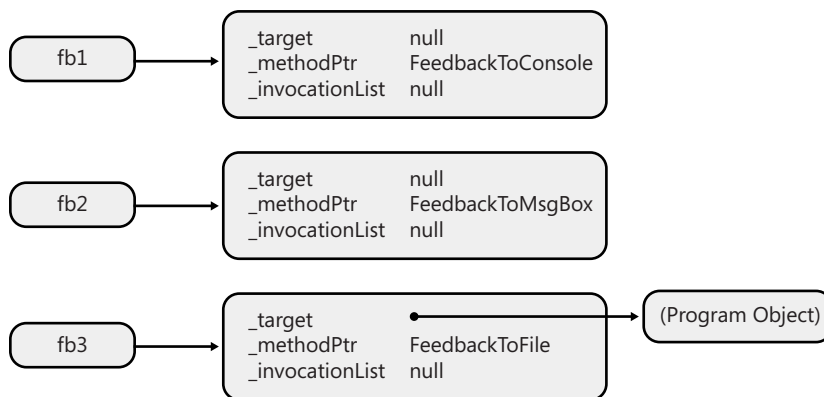 fb1
_target null
_methodPtr FeedbackToConsole
_invocationList null
fb2
_target null
_methodPtr FeedbackToMsgBox
_invocationList null
fb3
_target
_methodPtr FeedbackToFile
_invocationList null
(Program Object)